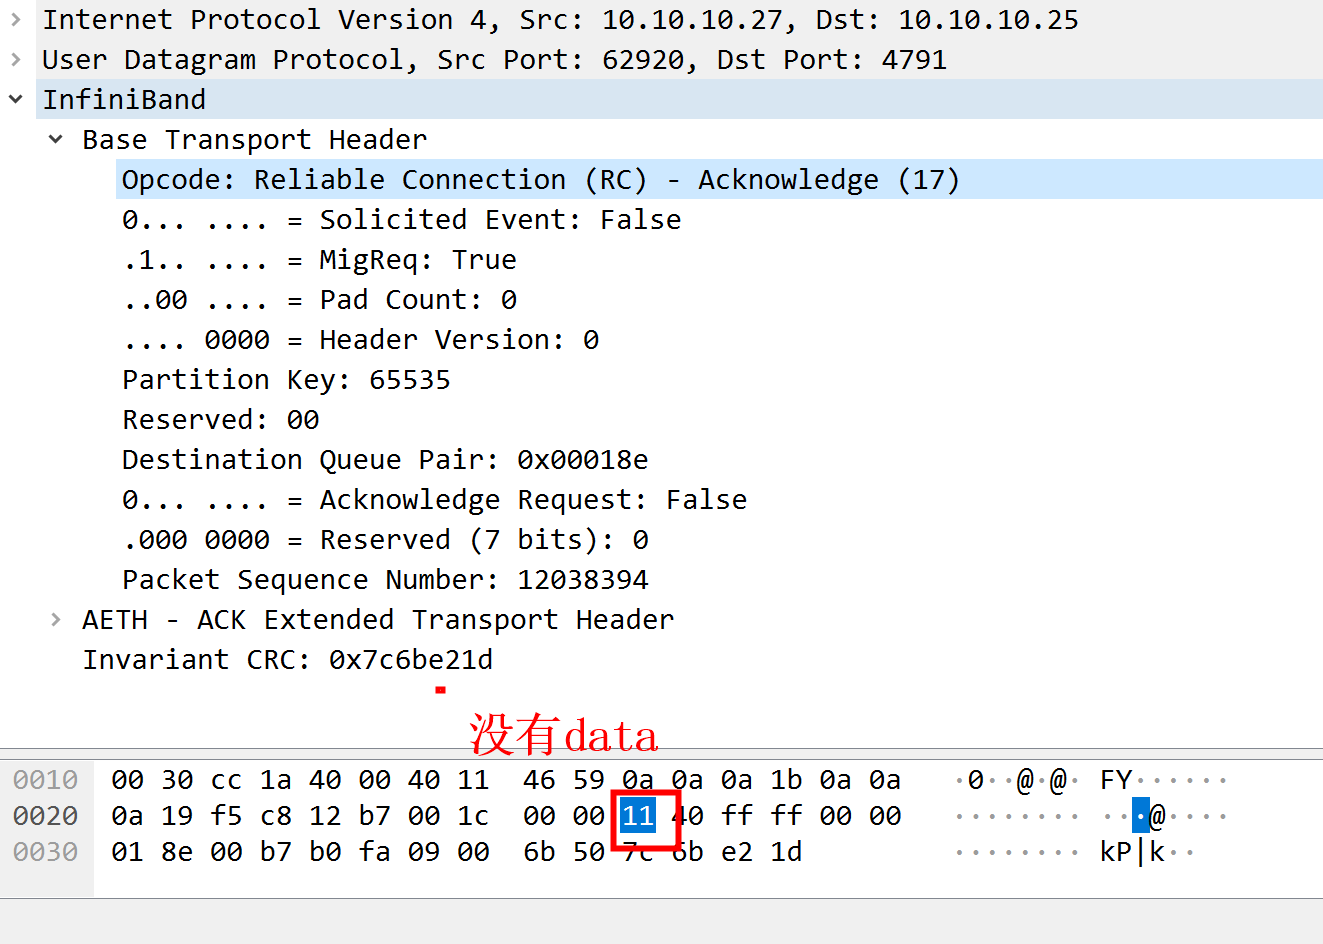 Internet Protocol Version 4, Src: 10.10.10.27, Dst: 10.10.10.25
User Datagram Protocol, Src Port: 62920, Dst Port: 4791
InfiniBand
Base Transport Header
Opcode: Reliable Connection (RC) - Acknowledge (17)
0... .... = Solicited Event: False
.1.. .... = MigReq: True
..00 .... = Pad Count: 0
.... 0000 = Header Version: 0
Partition Key: 65535
Reserved: 00
Destination Queue Pair: 0x00018e
0... .... = Acknowledge Request: False
.000 0000 = Reserved (7 bits): 0
Packet Sequence Number: 12038394
AETH - ACK Extended Transport Header
Invariant CRC: 0x7c6be21d
没有data
0010 00 30 cc 1a 40 00 40 11 46 59 0a 0a 0a 1b 0a 0a ·0··@·@· FY······
0020 0a 19 f5 c8 12 b7 00 1c 00 00 11 40 ff ff 00 00 ········ ···@····
0030 01 8e 00 b7 b0 fa 09 00 6b 50 7c 6b e2 1d ········ kP|k··